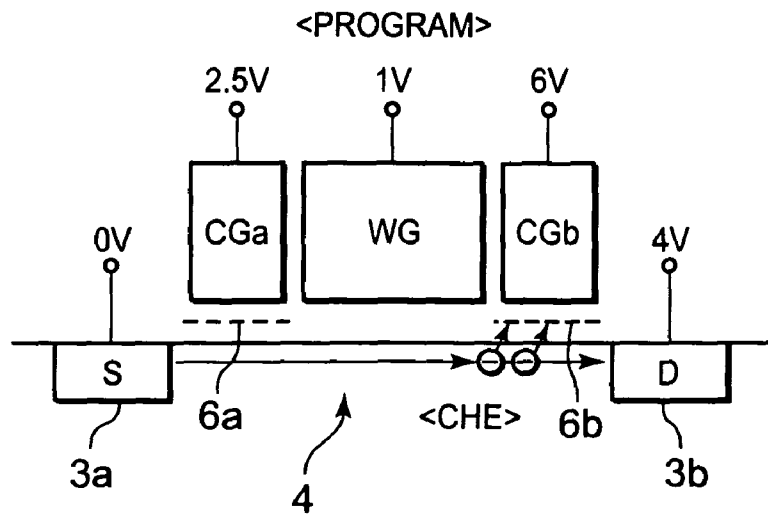 <PROGRAM>
2.5V 1V 6V
CGa WG CGb
0V 4V
S D
6a <CHE> 6b
3a 4 3b